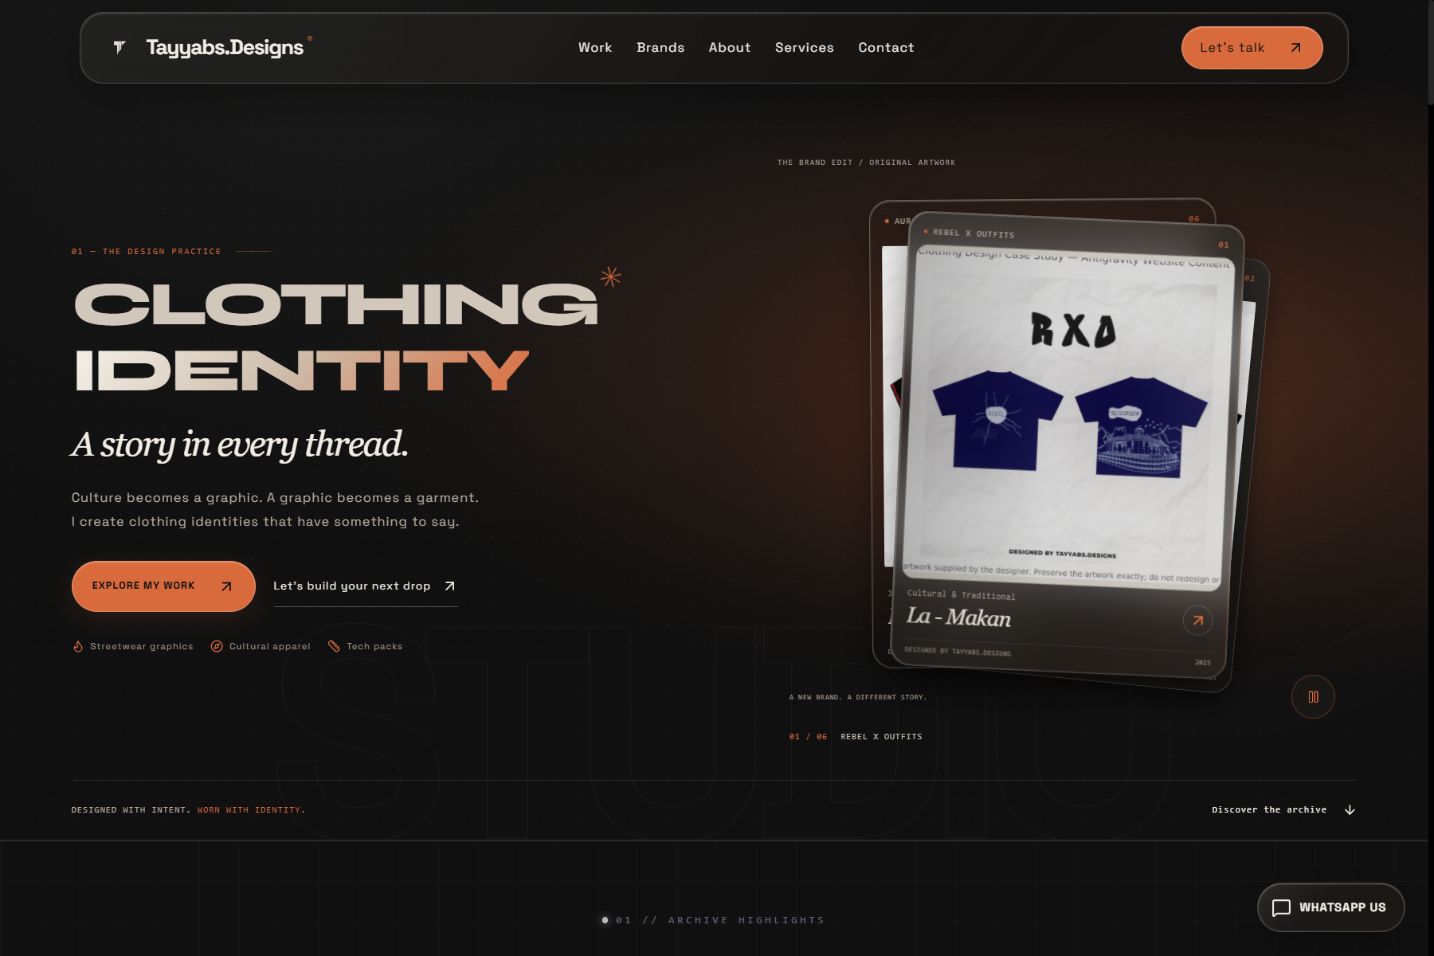 Tayyabs.Designs®
Work
Brands
About
Services
Contact
Let's talk
THE BRAND EDIT / ORIGINAL ARTWORK
01 — THE DESIGN PRACTICE
CLOTHING
IDENTITY
A story in every thread.
Culture becomes a graphic. A graphic becomes a garment.
I create clothing identities that have something to say.
EXPLORE MY WORK
Let's build your next drop
Streetwear graphics
Cultural apparel
Tech packs
06
REBEL X OUTFITS
01
02
Clothing Design Case Study — Antigravity Website Content
RXO
DESIGNED BY TAYYABS.DESIGNS
artwork supplied by the designer. Preserve the artwork exactly; do not redesign or
Cultural & Traditional
La - Makan
DESIGNED BY TAYYABS.DESIGNS
2025
A NEW BRAND. A DIFFERENT STORY.
01 / 06 REBEL X OUTFITS
STUDIO
DESIGNED WITH INTENT. WORN WITH IDENTITY.
Discover the archive
01 // ARCHIVE HIGHLIGHTS
WHATSAPP US